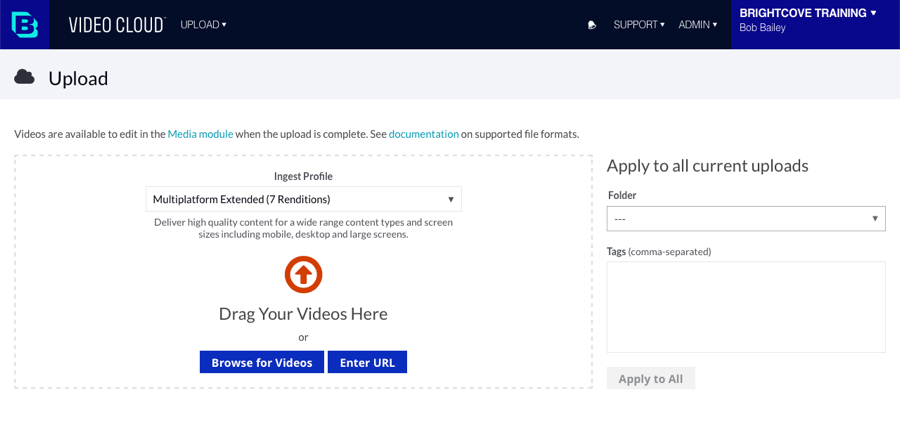 VIDEO CLOUD
UPLOAD
SUPPORT
ADMIN
BRIGHTCOVE TRAINING
Bob Bailey
Upload
Videos are available to edit in the Media module when the upload is complete. See documentation on supported file formats.
Ingest Profile
Multiplatform Extended (7 Renditions)
Deliver high quality content for a wide range content types and screen
sizes including mobile, desktop and large screens.
Drag Your Videos Here
or
Browse for Videos
Enter URL
Apply to all current uploads
Folder
---
Tags (comma-separated)
Apply to All